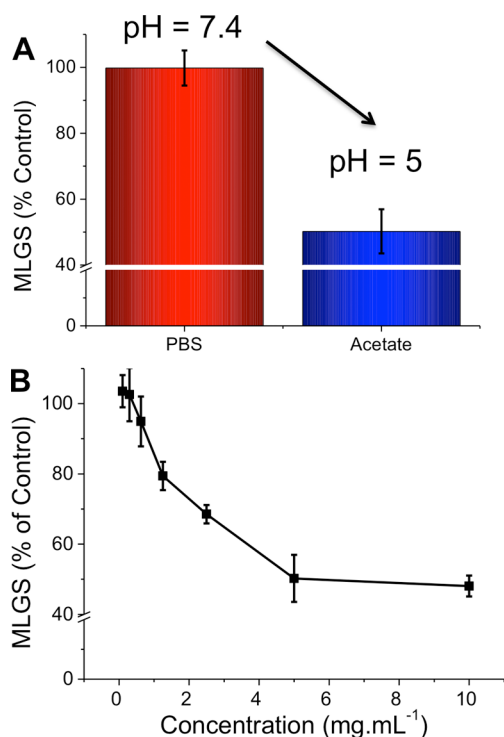 A
pH = 7.4
pH = 5
MLGS (% Control)
100
80
60
40
0
PBS
Acetate
B
MLGS (% of Control)
100
80
60
40
0
0
2
4
6
8
10
Concentration (mg.mL⁻¹)